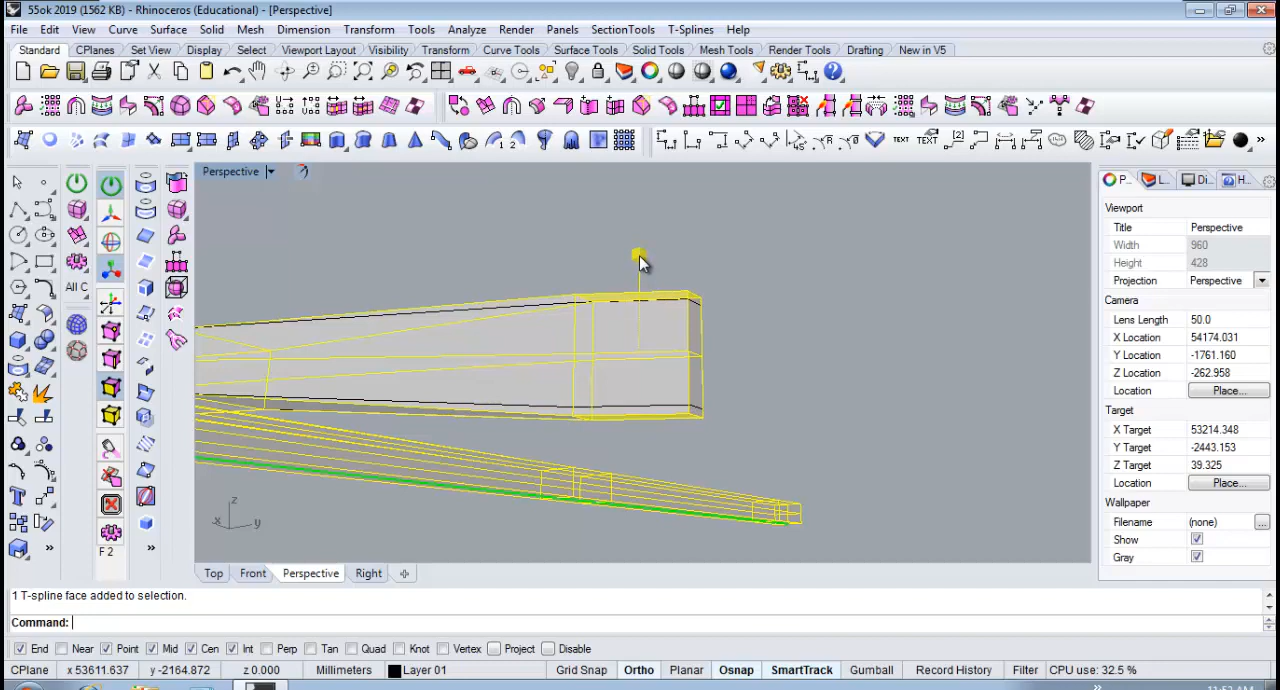 55ok 2019 (1562 KB) - Rhinoceros (Educational) - [Perspective]
File Edit View Curve Surface Solid Mesh Dimension Transform Tools Analyze Render Panels SectionTools T-Splines Help
Standard CPlanes Set View Display Select Viewport Layout Visibility Transform Curve Tools Surface Tools Solid Tools Mesh Tools Render Tools Drafting New in V5
TEXT TEXT
Perspective
P... L... Di... H...
Viewport
Title Perspective
Width 960
Height 428
Projection Perspective
Camera
All C
Lens Length 50.0
X Location 54174.031
Y Location -1761.160
Z Location -262.958
Location Place...
Target
X Target 53214.348
Y Target -2443.153
Z Target 39.325
Location Place...
Wallpaper
Filename (none)
Show
Gray
z
x y
F 2
Top Front Perspective Right
1 T-spline face added to selection.
Command:
End Near Point Mid Cen Int Perp Tan Quad Knot Vertex Project Disable
CPlane x 53611.637 y -2164.872 z 0.000 Millimeters Layer 01 Grid Snap Ortho Planar Osnap SmartTrack Gumball Record History Filter CPU use: 32.5 %